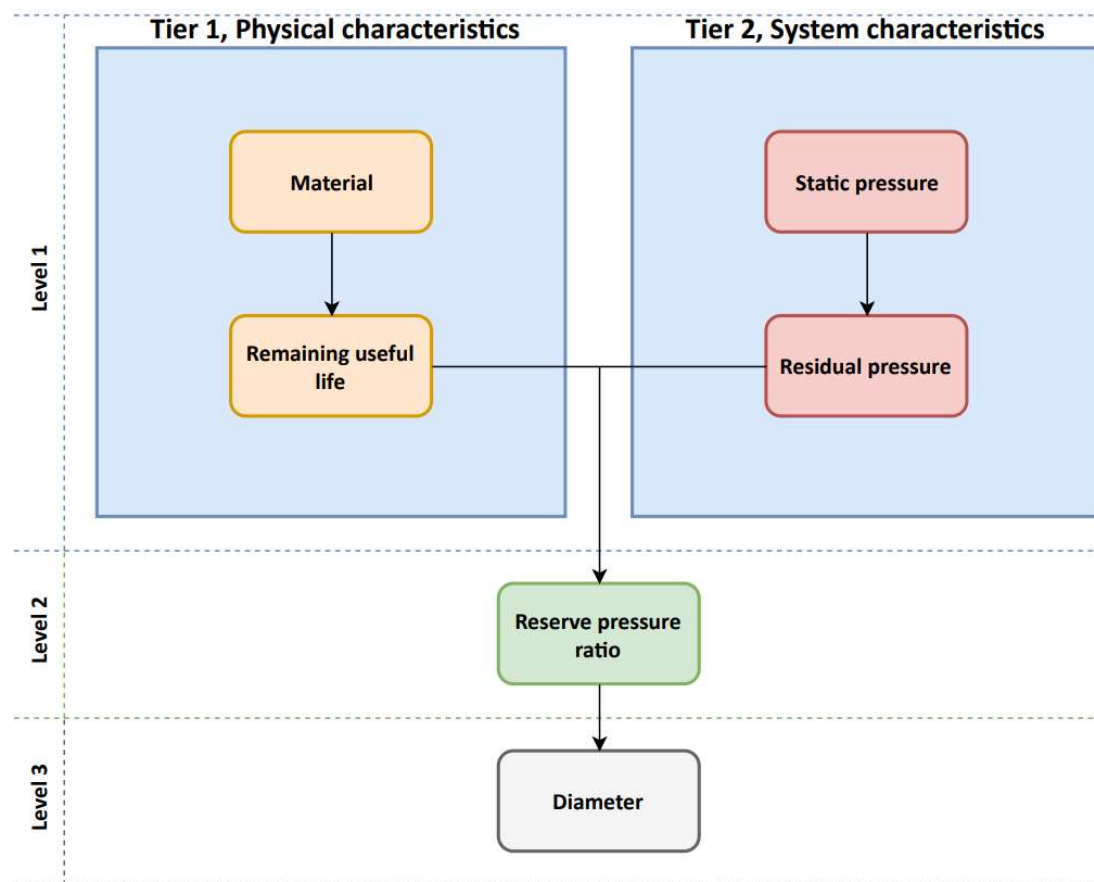 Tier 1, Physical characteristics
Tier 2, System characteristics
Level 1
Material
Static pressure
Remaining useful
life
Residual pressure
Level 2
Reserve pressure
ratio
Level 3
Diameter